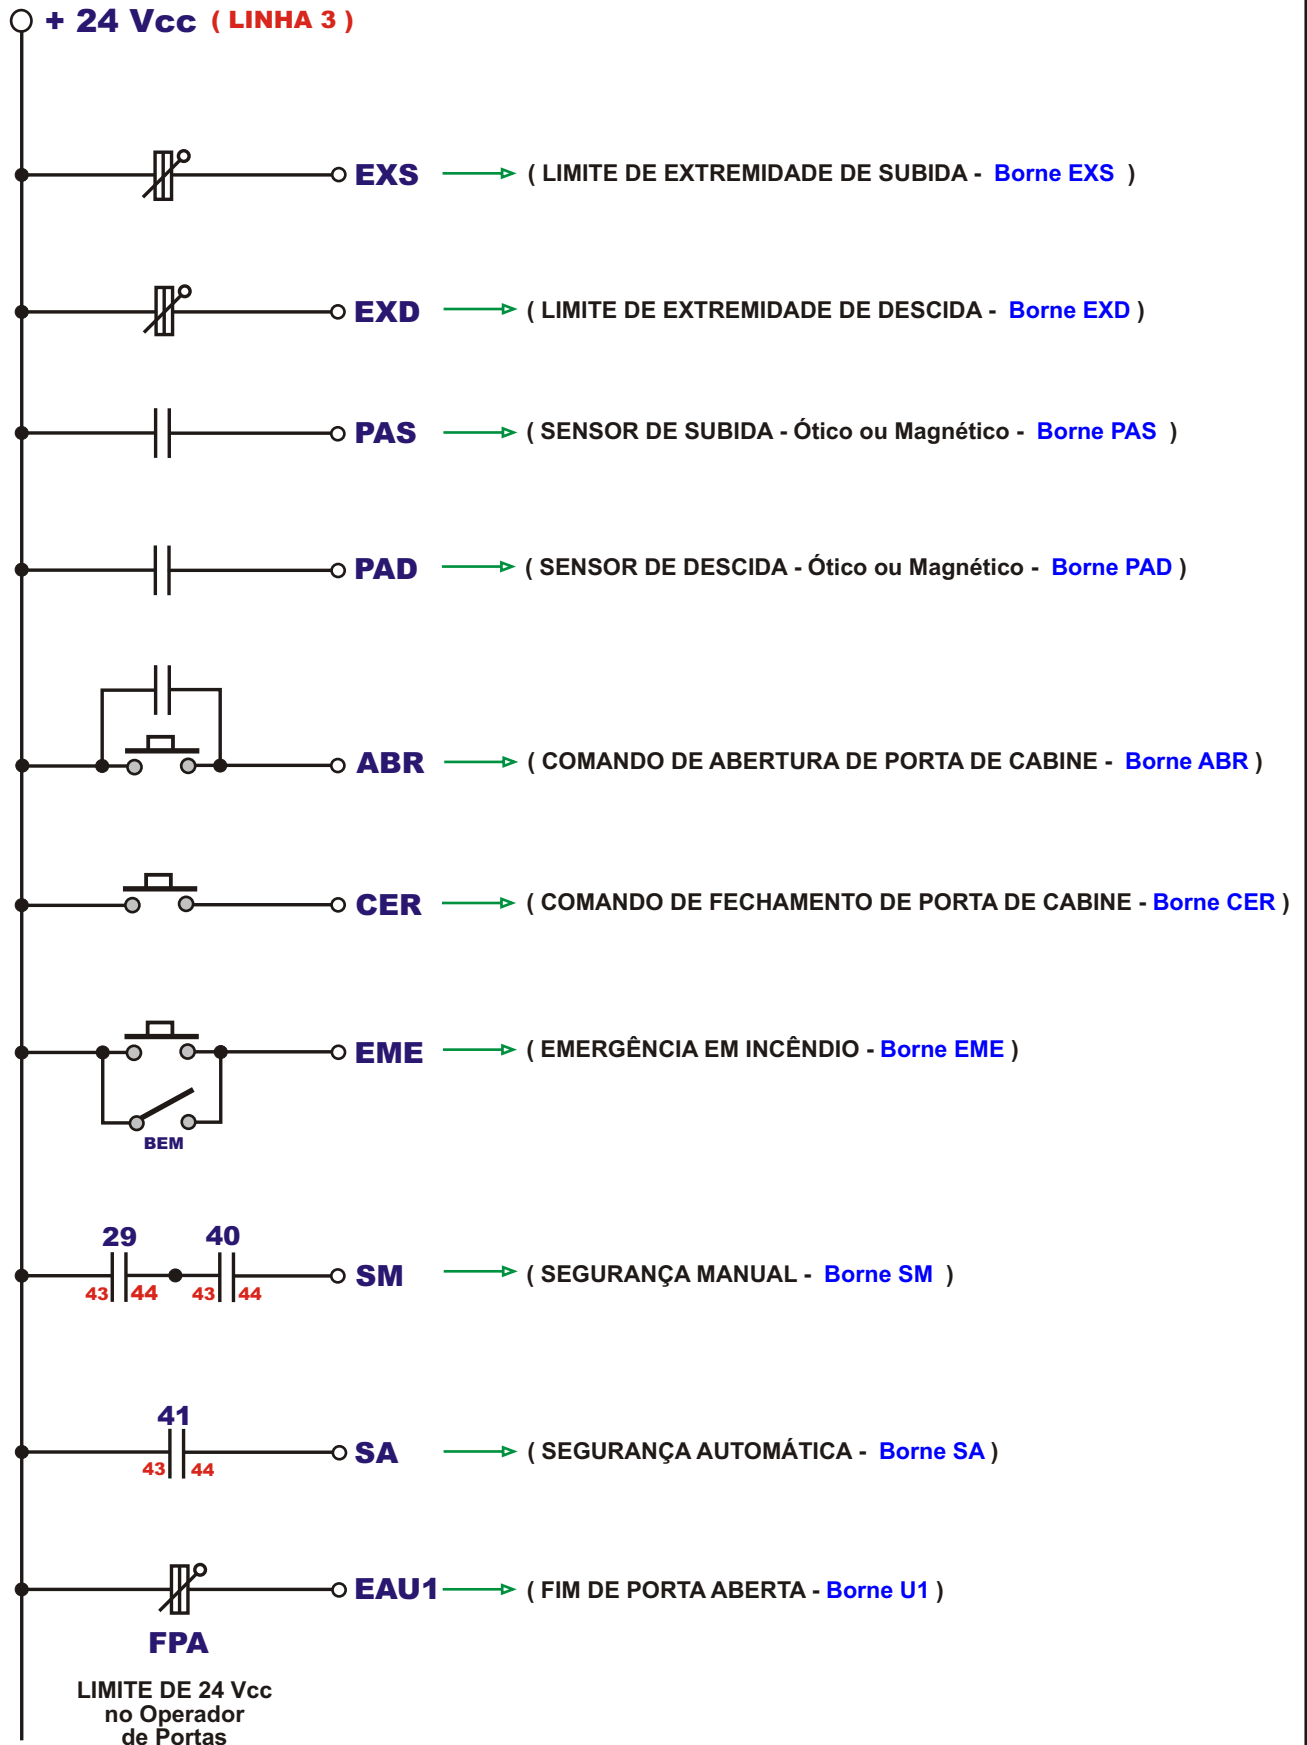 + 24 Vcc ( LINHA 3 )
EXS ( LIMITE DE EXTREMIDADE DE SUBIDA - Borne EXS )
EXD ( LIMITE DE EXTREMIDADE DE DESCIDA - Borne EXD )
PAS ( SENSOR DE SUBIDA - Ótico ou Magnético - Borne PAS )
PAD ( SENSOR DE DESCIDA - Ótico ou Magnético - Borne PAD )
ABR ( COMANDO DE ABERTURA DE PORTA DE CABINE - Borne ABR )
CER ( COMANDO DE FECHAMENTO DE PORTA DE CABINE - Borne CER )
EME ( EMERGÊNCIA EM INCÊNDIO - Borne EME )
BEM
29 40
SM ( SEGURANÇA MANUAL - Borne SM )
43 44 43 44
41
SA ( SEGURANÇA AUTOMÁTICA - Borne SA )
43 44
EAU1 ( FIM DE PORTA ABERTA - Borne U1 )
FPA
LIMITE DE 24 Vcc
no Operador
de Portas